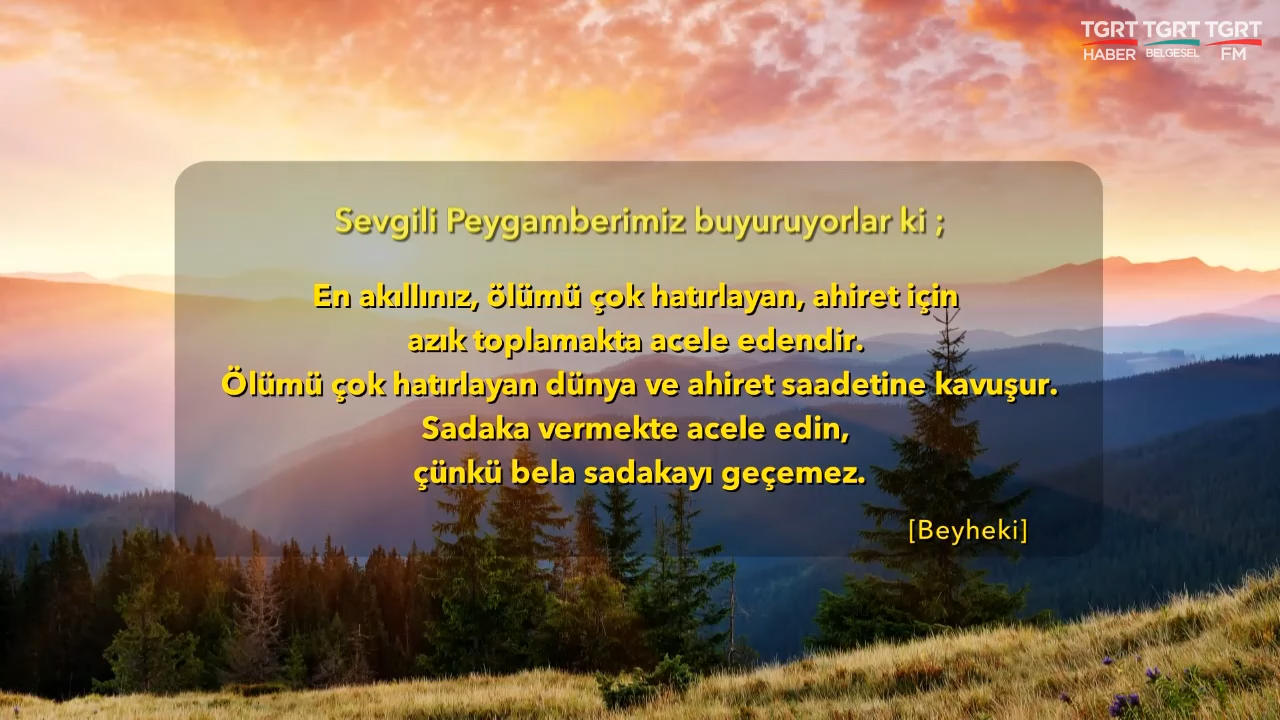 TGRT HABER
TGRT BELGESEL
TGRT FM
Sevgili Peygamberimiz buyuruyorlar ki ;
En akıllınız, ölümü çok hatırlayan, ahiret için
azık toplamakta acele edendir.
Ölümü çok hatırlayan dünya ve ahiret saadetine kavuşur.
Sadaka vermekte acele edin,
çünkü bela sadakayı geçemez.
[Beyheki]